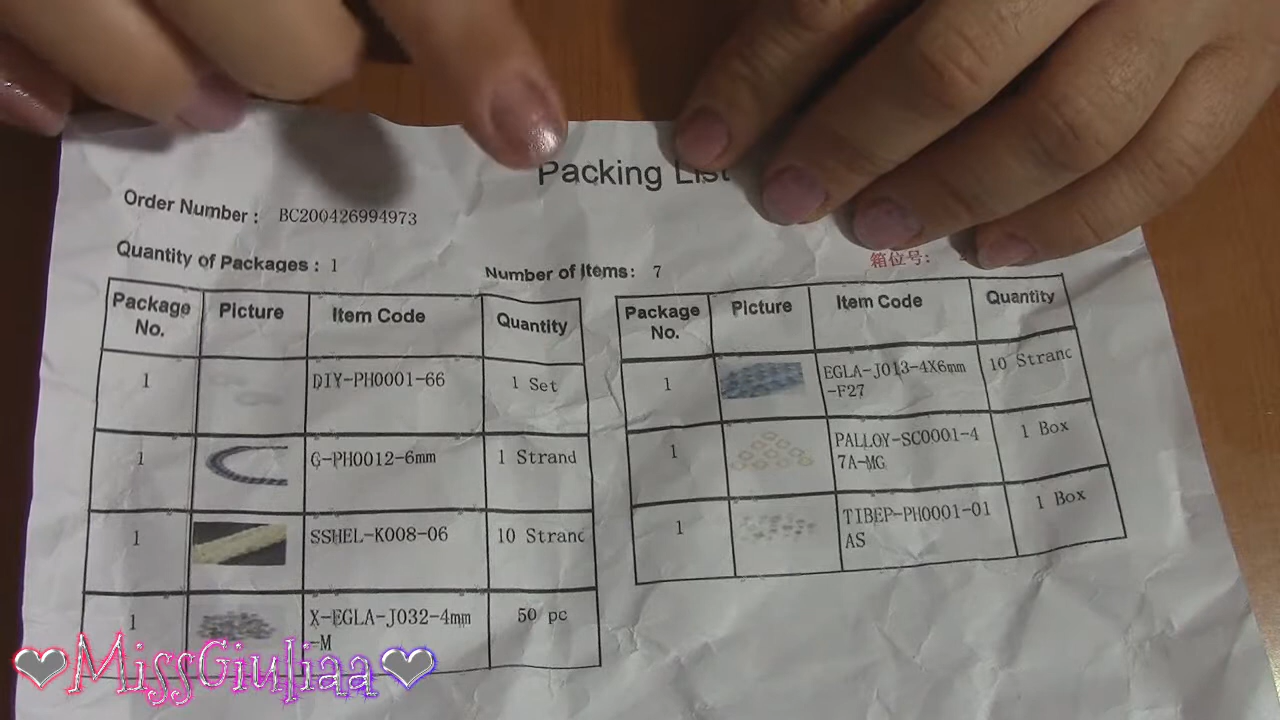 Packing List
Order Number : BC200426994973
Quantity of Packages : 1
Number of Items: 7
箱位号:
Package No. Picture Item Code Quantity
1 DIY-PH0001-66 1 Set
1 G-PH0012-6mm 1 Strand
1 SSHEL-K008-06 10 Stranc
1 X-EGLA-J032-4mm 50 pc
-M
Package No. Picture Item Code Quantity
1 EGLA-J013-4X6mm 10 Stranc
-F27
1 PALLOY-SC0001-4 1 Box
7A-MG
1 TIBEP-PH0001-01 1 Box
AS
MissGiuliaa